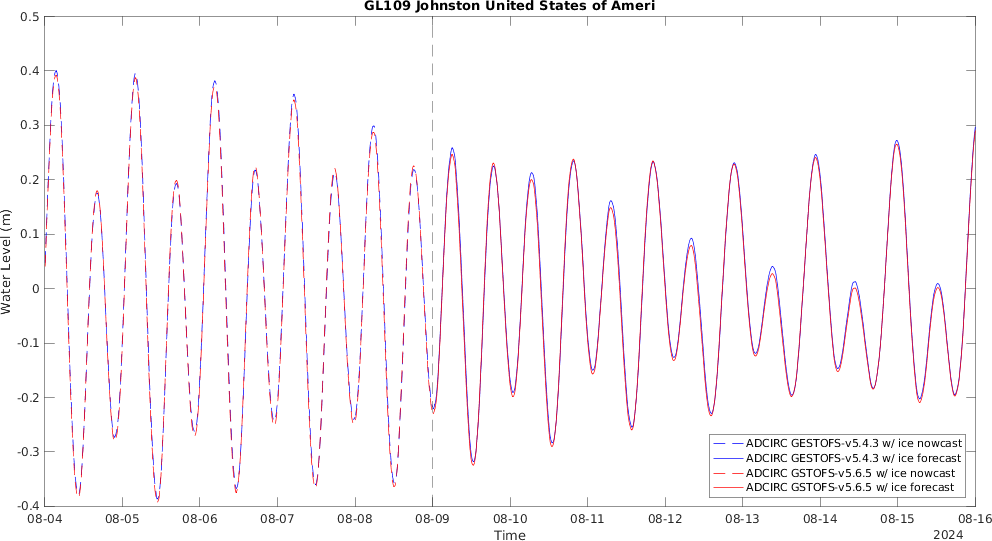 GL109 Johnston United States of Ameri
0.5
0.4
0.3
0.2
0.1
0
-0.1
-0.2
-0.3
-0.4
Water Level (m)
08-04 08-05 08-06 08-07 08-08 08-09 08-10 08-11 08-12 08-13 08-14 08-15 08-16
Time
2024
ADCIRC GESTOFS-v5.4.3 w/ ice nowcast
ADCIRC GESTOFS-v5.4.3 w/ ice forecast
ADCIRC GSTOFS-v5.6.5 w/ ice nowcast
ADCIRC GSTOFS-v5.6.5 w/ ice forecast